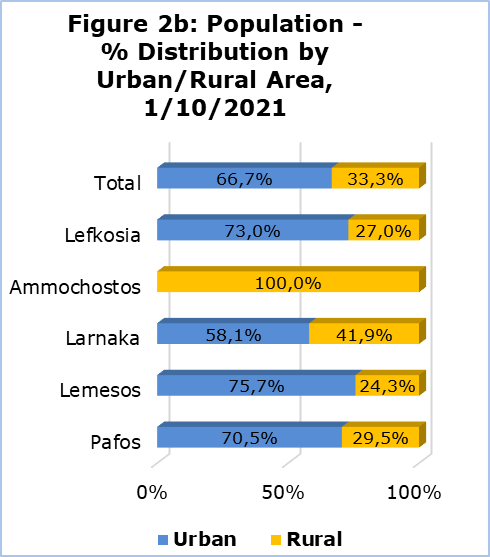 Figure 2b: Population -
% Distribution by
Urban/Rural Area,
1/10/2021
Total 66,7% 33,3%
Lefkosia 73,0% 27,0%
Ammochostos 100,0%
Larnaka 58,1% 41,9%
Lemesos 75,7% 24,3%
Pafos 70,5% 29,5%
0% 50% 100%
Urban Rural